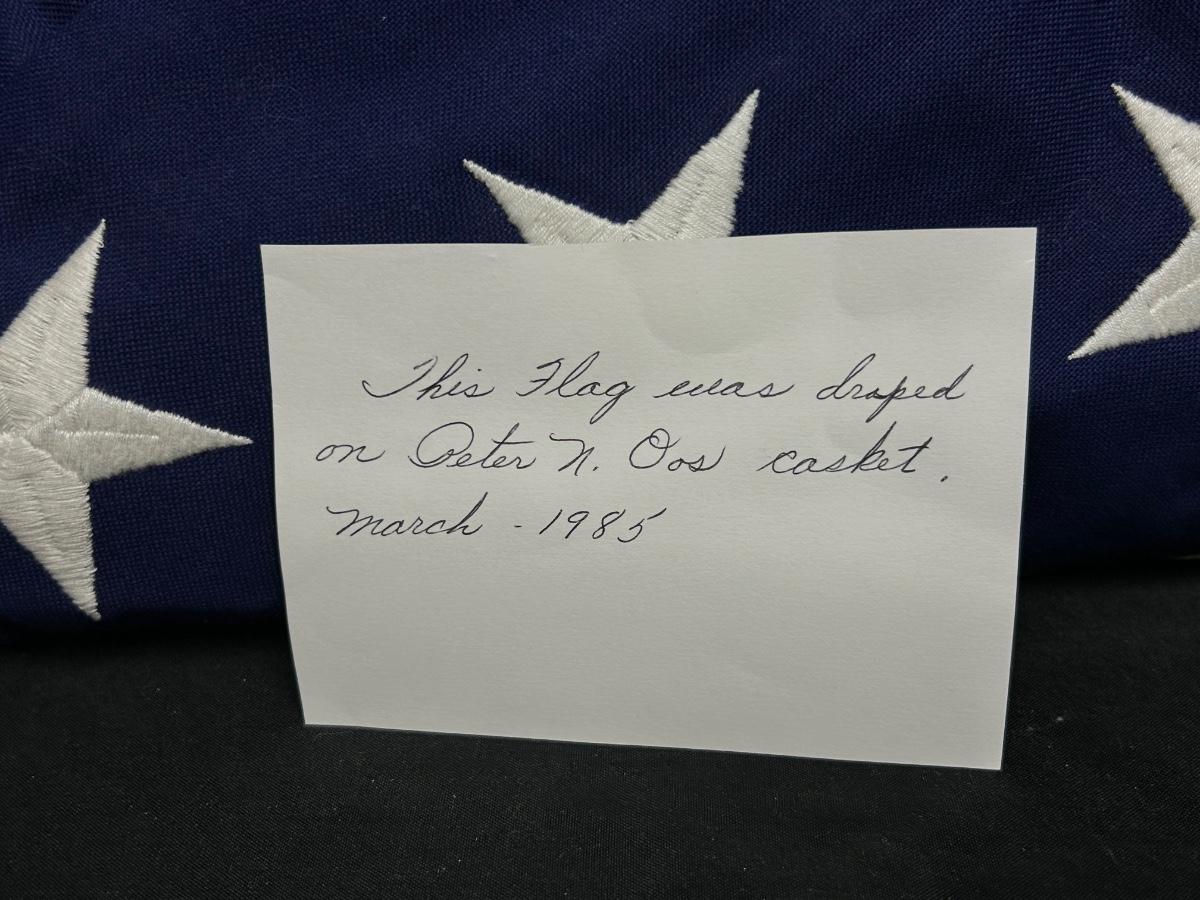 This Flag was draped
on Peter N. Oos casket.
March - 1985